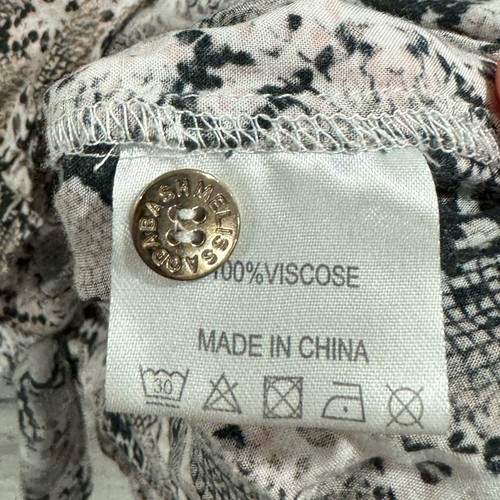 MELISSA ODABASH
100%VISCOSE
MADE IN CHINA
30